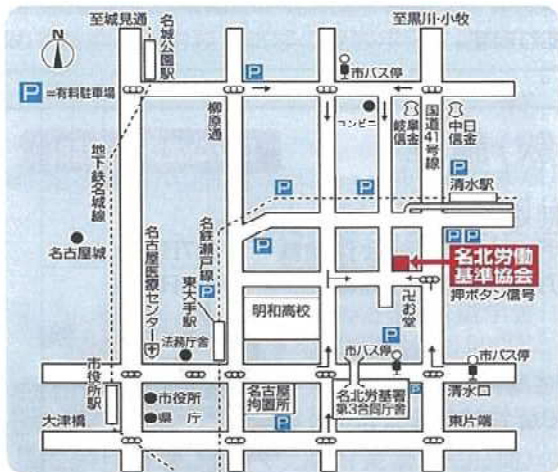 至城見通
名城公園駅
至黒川・小牧
N
P
市バス停
P=有料駐車場
柳原通
コンビニ
岐阜信金
国道41号線
中日信金
P
地下鉄名城線
P
P
清水駅
名古屋城
名古屋医療センター
名鉄瀬戸線
P
P P
名北労働
基準協会
東大手駅
P
押ボタン信号
明和高校
卍お堂
法務庁舎
P
市役所駅
市バス停
市バス停
市役所
県庁
名古屋
拘置所
名北労基署
第3合同庁舎
P
清水口
大津橋
P
東片端